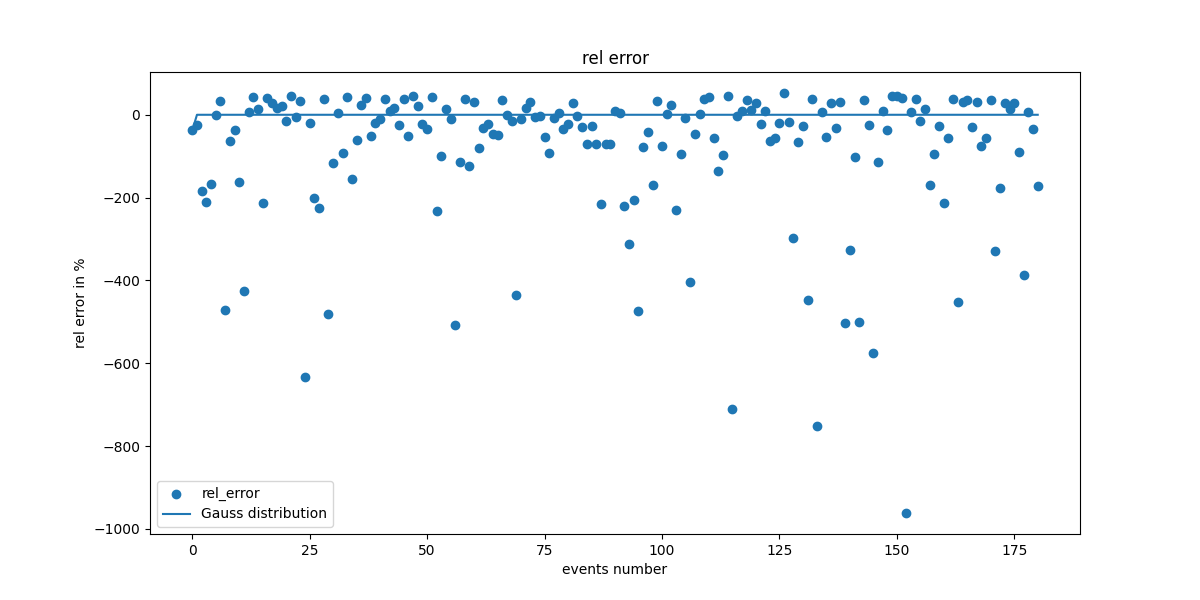 rel error
0
−200
−400
−600
−800
−1000
rel error in %
rel_error
Gauss distribution
0 25 50 75 100 125 150 175
events number